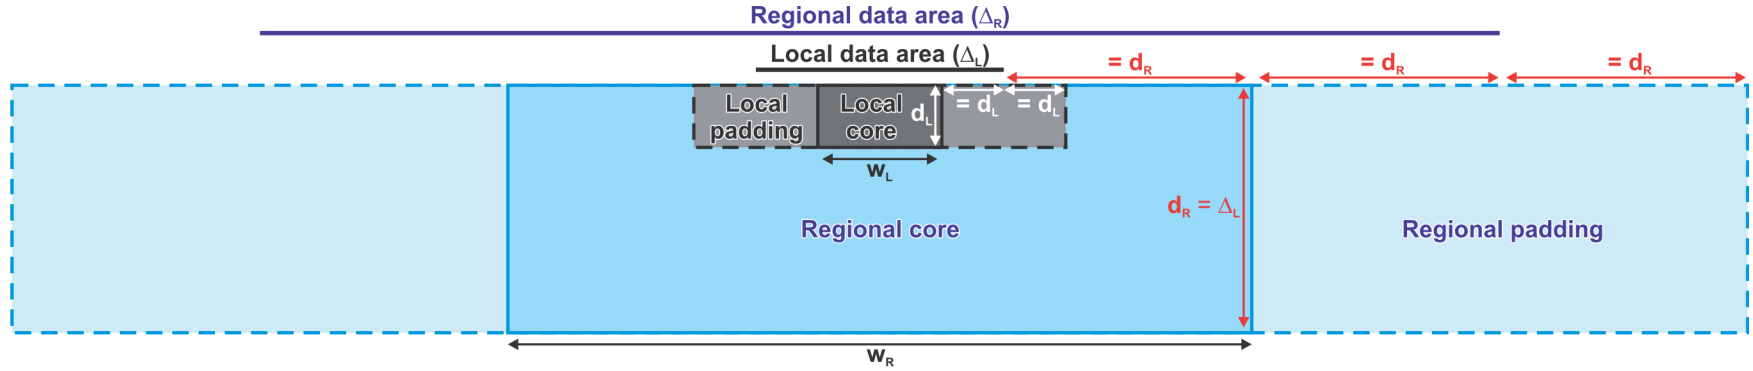 Regional data area (ΔR)
Local data area (ΔL)
= dR
= dR
= dR
Local
padding
Local
core
dL
= dL
= dL
wL
dR = ΔL
Regional core
Regional padding
wR